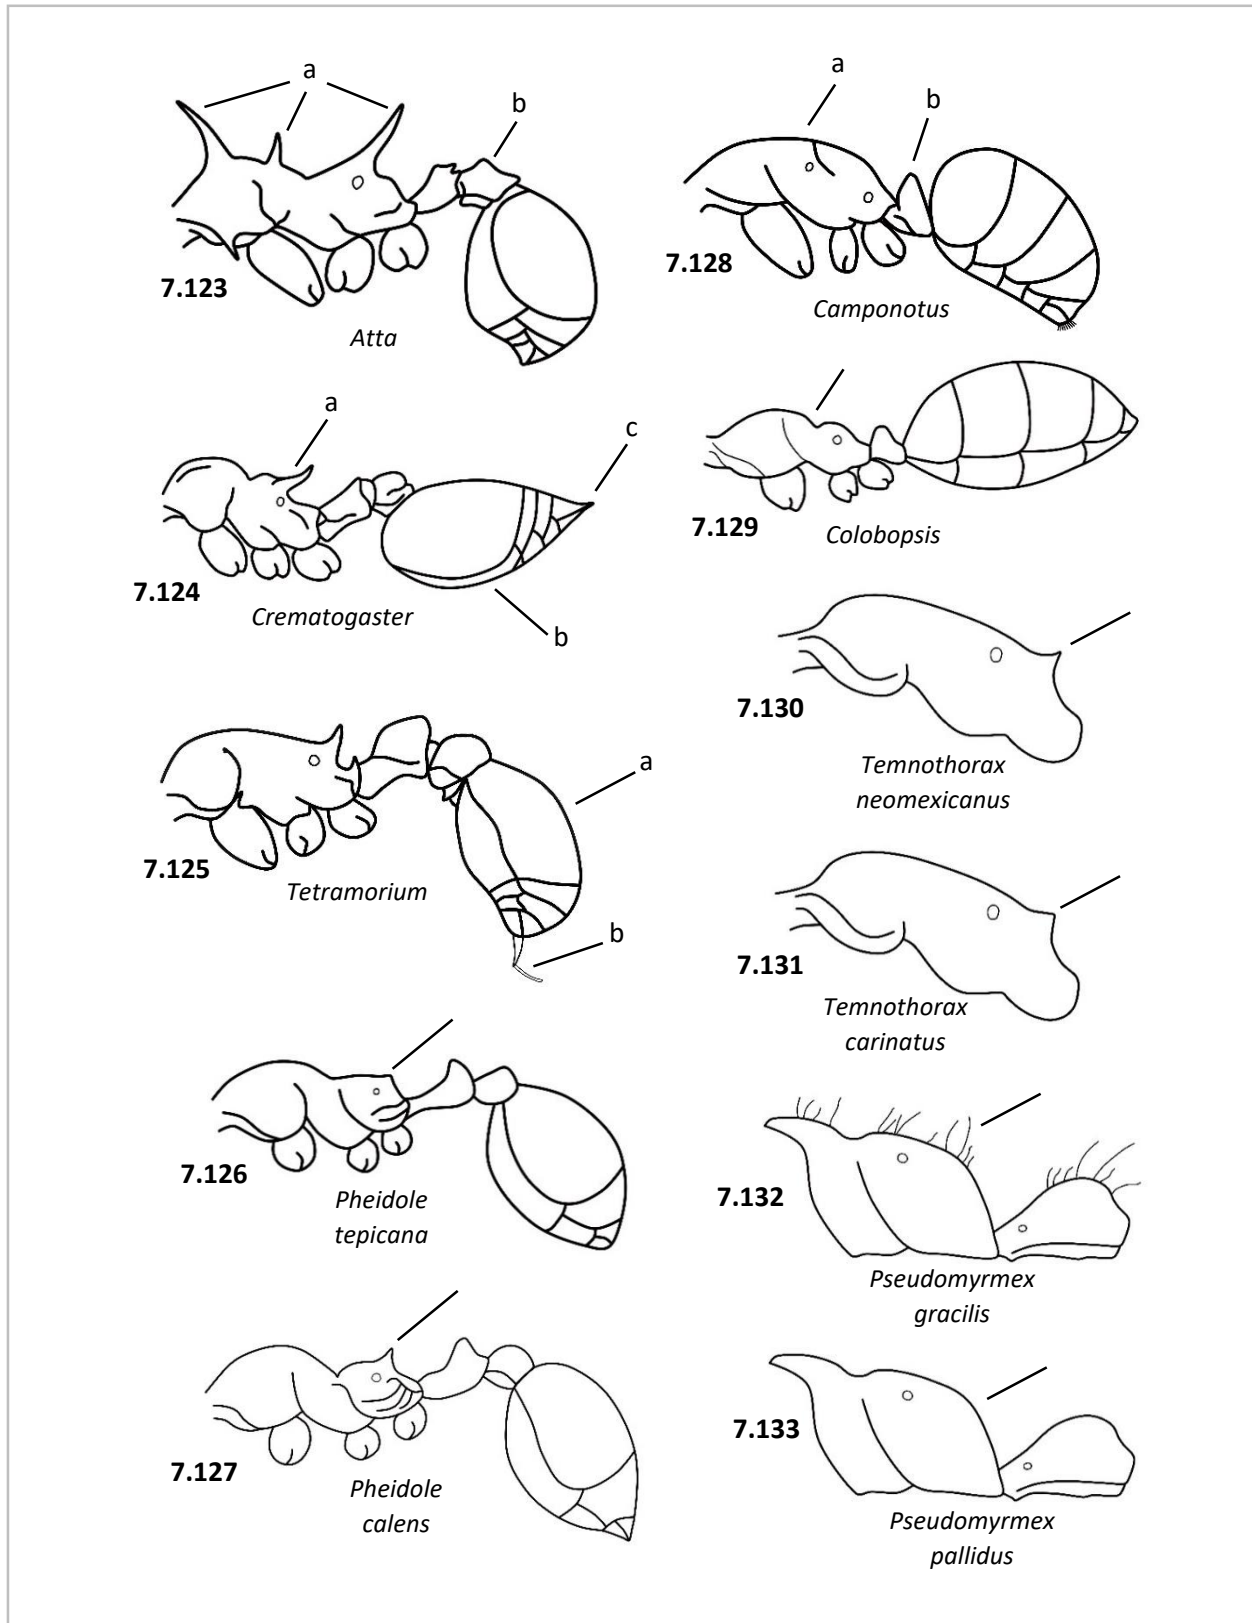 a
b
7.123
Atta
a
c
7.124
Crematogaster
b
a
7.125
Tetramorium
b
7.126
Pheidole
tepicana
7.127
Pheidole
calens
a
b
7.128
Camponotus
7.129
Colobopsis
7.130
Temnothorax
neomexicanus
7.131
Temnothorax
carinatus
7.132
Pseudomyrmex
gracilis
7.133
Pseudomyrmex
pallidus